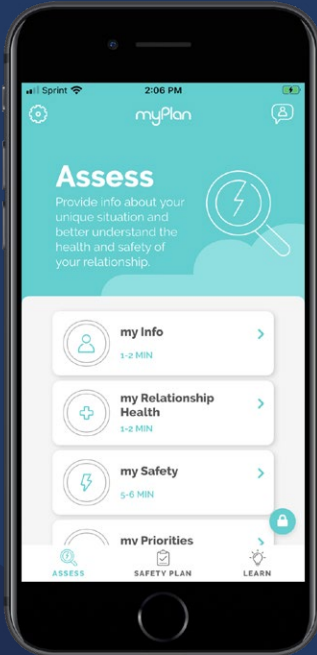 Sprint
2:06 PM
myPlan
Assess
Provide info about your
unique situation and
better understand the
health and safety of
your relationship.
my Info
1-2 MIN
my Relationship
Health
1-2 MIN
my Safety
5-6 MIN
my Priorities
ASSESS
SAFETY PLAN
LEARN